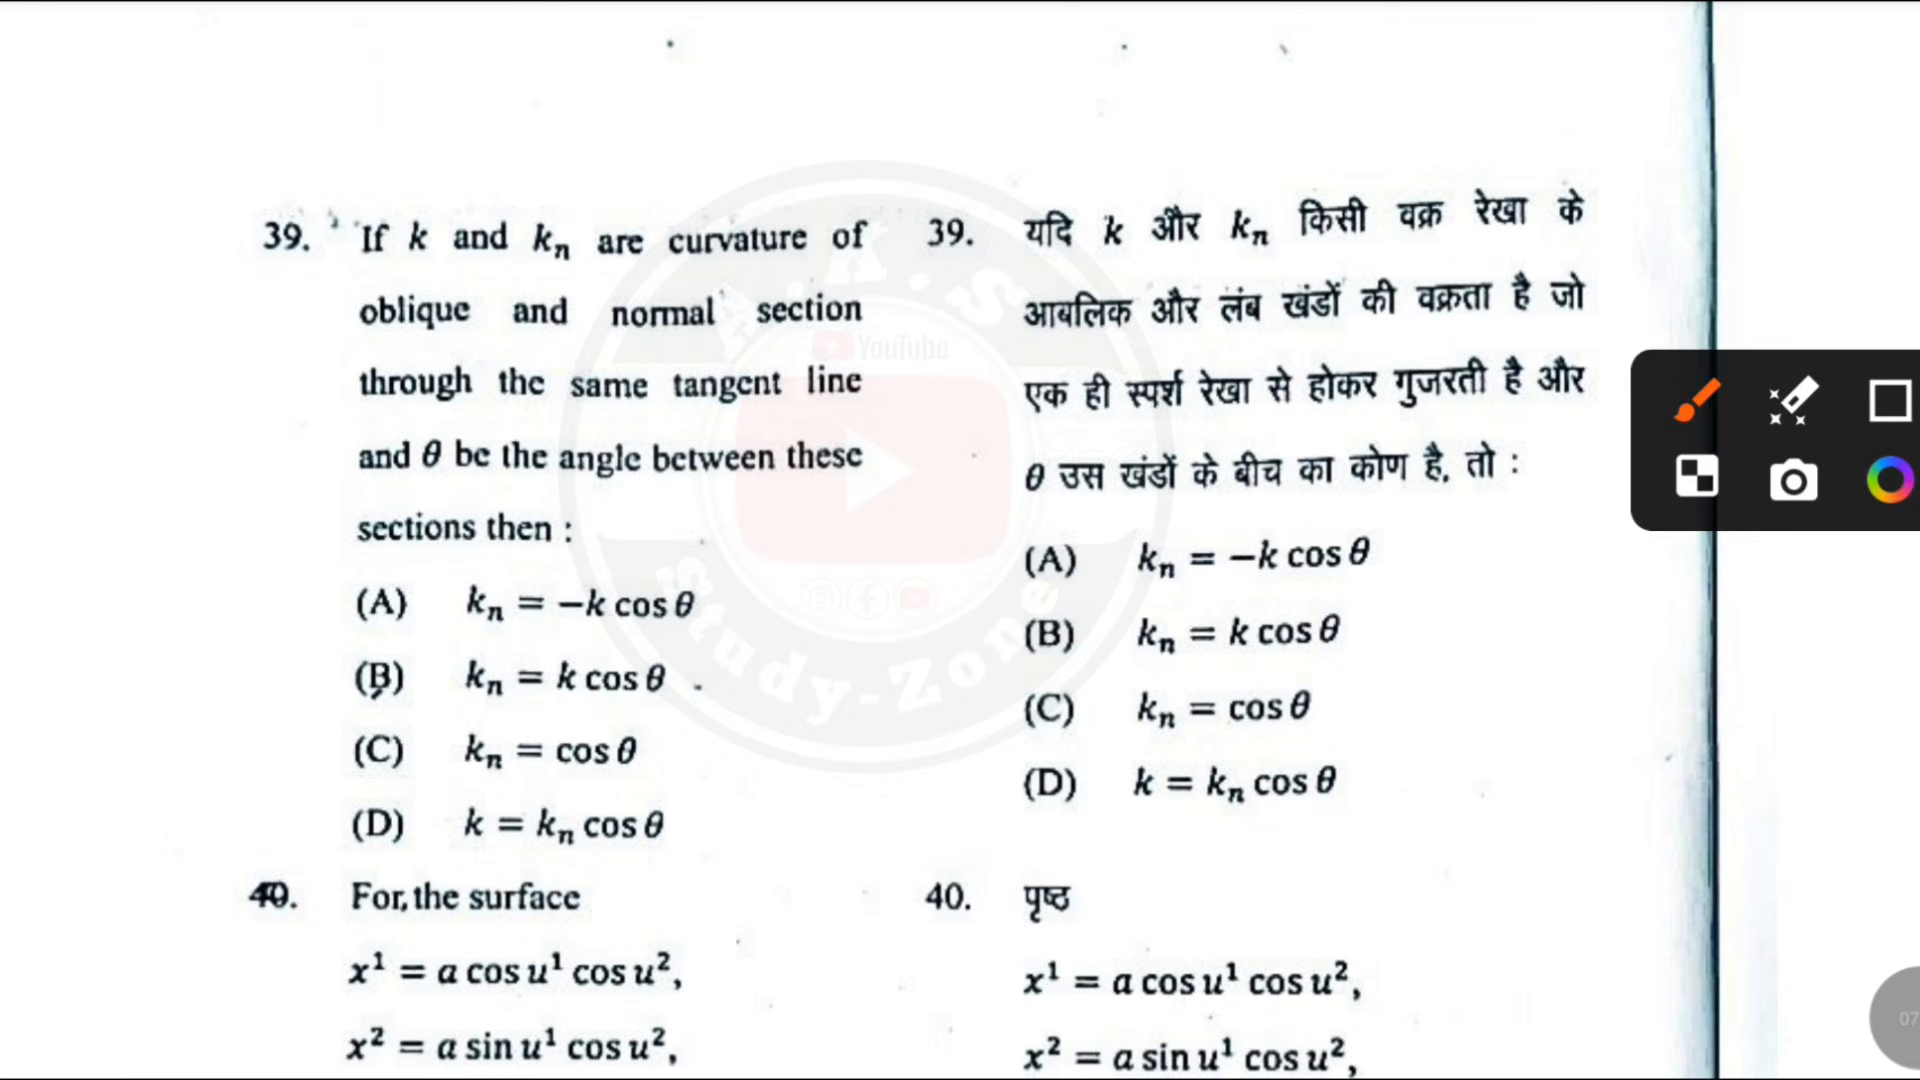 39. If k and kₙ are curvature of
oblique and normal section
through the same tangent line
and θ be the angle between these
sections then :
(A) kₙ = −k cos θ
(B) kₙ = k cos θ
(C) kₙ = cos θ
(D) k = kₙ cos θ
40. For, the surface
x¹ = a cos u¹ cos u²,
x² = a sin u¹ cos u²,
39. यदि k और kₙ किसी वक्र रेखा के
आबलिक और लंब खंडों की वक्रता है जो
एक ही स्पर्श रेखा से होकर गुजरती है और
θ उस खंडों के बीच का कोण है, तो :
(A) kₙ = −k cos θ
(B) kₙ = k cos θ
(C) kₙ = cos θ
(D) k = kₙ cos θ
40. पृष्ठ
x¹ = a cos u¹ cos u²,
x² = a sin u¹ cos u²,
A.K.S
YouTube
Study-Zone
07